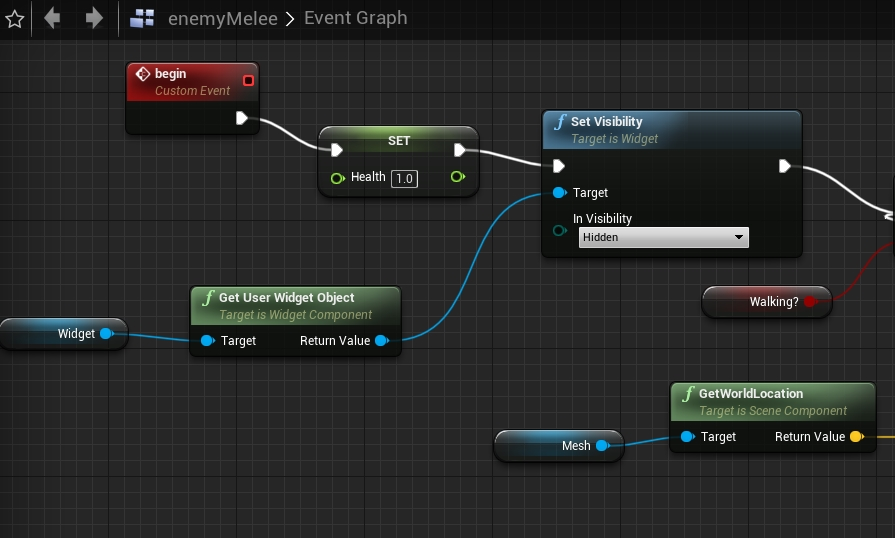 enemyMelee > Event Graph
begin
Custom Event
SET
Health 1.0
Set Visibility
Target is Widget
Target
In Visibility
Hidden
Walking?
Get User Widget Object
Target is Widget Component
Widget
Target Return Value
GetWorldLocation
Target is Scene Component
Mesh
Target Return Value